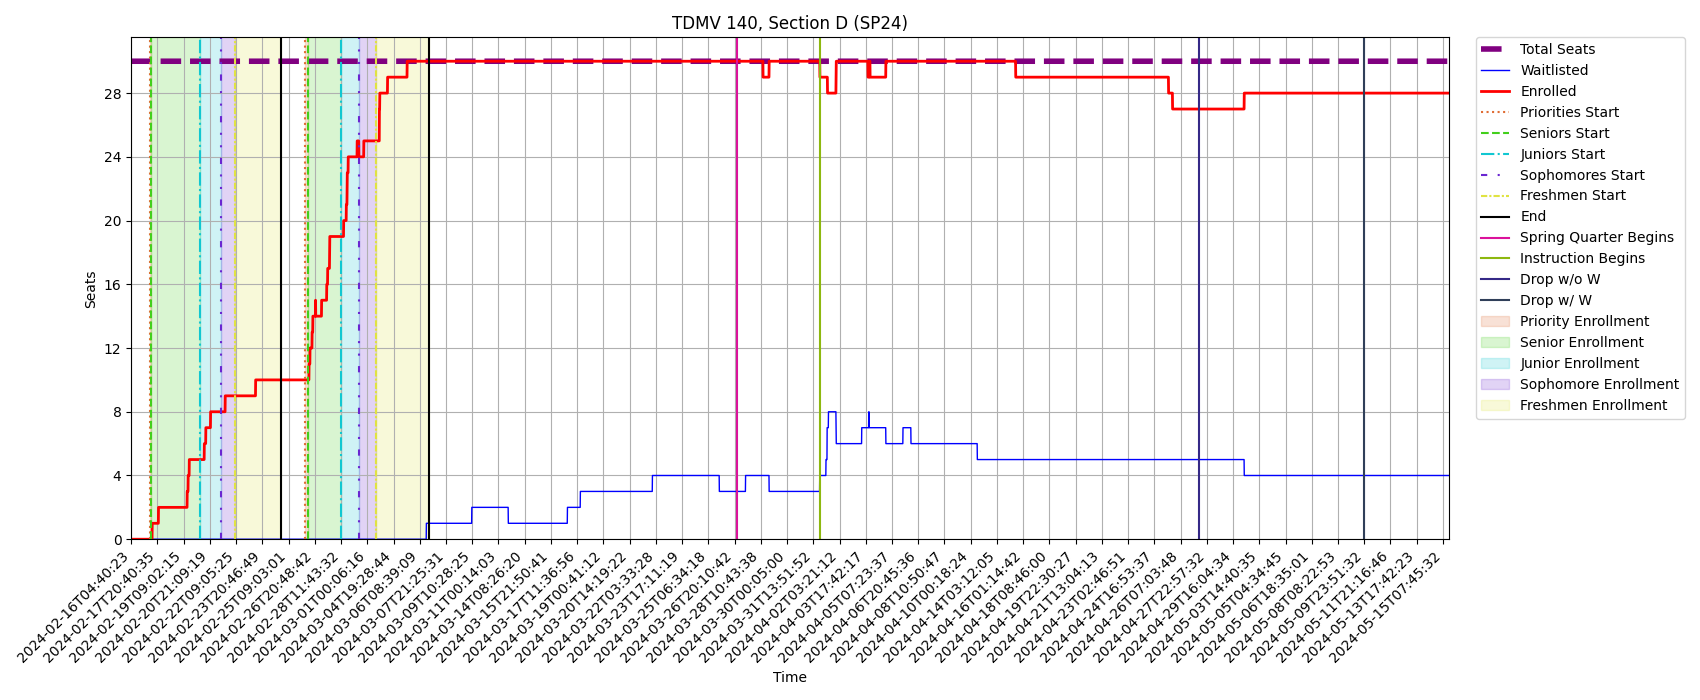 TDMV 140, Section D (SP24)
Seats
28
24
20
16
12
8
4
0
2024-02-16T04:40:23
2024-02-17T20:40:35
2024-02-19T09:02:15
2024-02-20T21:09:19
2024-02-22T09:05:25
2024-02-23T20:46:49
2024-02-25T09:03:01
2024-02-26T20:48:42
2024-02-28T11:43:32
2024-03-01T00:06:16
2024-03-04T19:28:44
2024-03-06T08:39:09
2024-03-07T21:25:31
2024-03-09T10:28:25
2024-03-11T00:14:03
2024-03-14T08:26:20
2024-03-15T21:50:41
2024-03-17T11:36:56
2024-03-19T00:41:12
2024-03-20T14:19:22
2024-03-22T03:33:28
2024-03-23T17:11:19
2024-03-25T06:34:18
2024-03-26T20:10:42
2024-03-28T10:43:38
2024-03-30T00:05:00
2024-03-31T13:51:52
2024-04-02T03:21:12
2024-04-03T17:42:17
2024-04-05T07:23:37
2024-04-06T20:45:36
2024-04-08T10:50:47
2024-04-10T00:18:24
2024-04-14T03:12:05
2024-04-16T01:14:42
2024-04-18T08:46:00
2024-04-19T22:30:27
2024-04-21T13:04:13
2024-04-23T02:46:51
2024-04-24T16:53:37
2024-04-26T07:03:48
2024-04-27T22:57:32
2024-04-29T16:04:34
2024-05-03T14:40:35
2024-05-05T04:34:45
2024-05-06T18:35:01
2024-05-08T08:22:53
2024-05-09T23:51:32
2024-05-11T21:16:46
2024-05-13T17:42:23
2024-05-15T07:45:32
Time
Total Seats
Waitlisted
Enrolled
Priorities Start
Seniors Start
Juniors Start
Sophomores Start
Freshmen Start
End
Spring Quarter Begins
Instruction Begins
Drop w/o W
Drop w/ W
Priority Enrollment
Senior Enrollment
Junior Enrollment
Sophomore Enrollment
Freshmen Enrollment